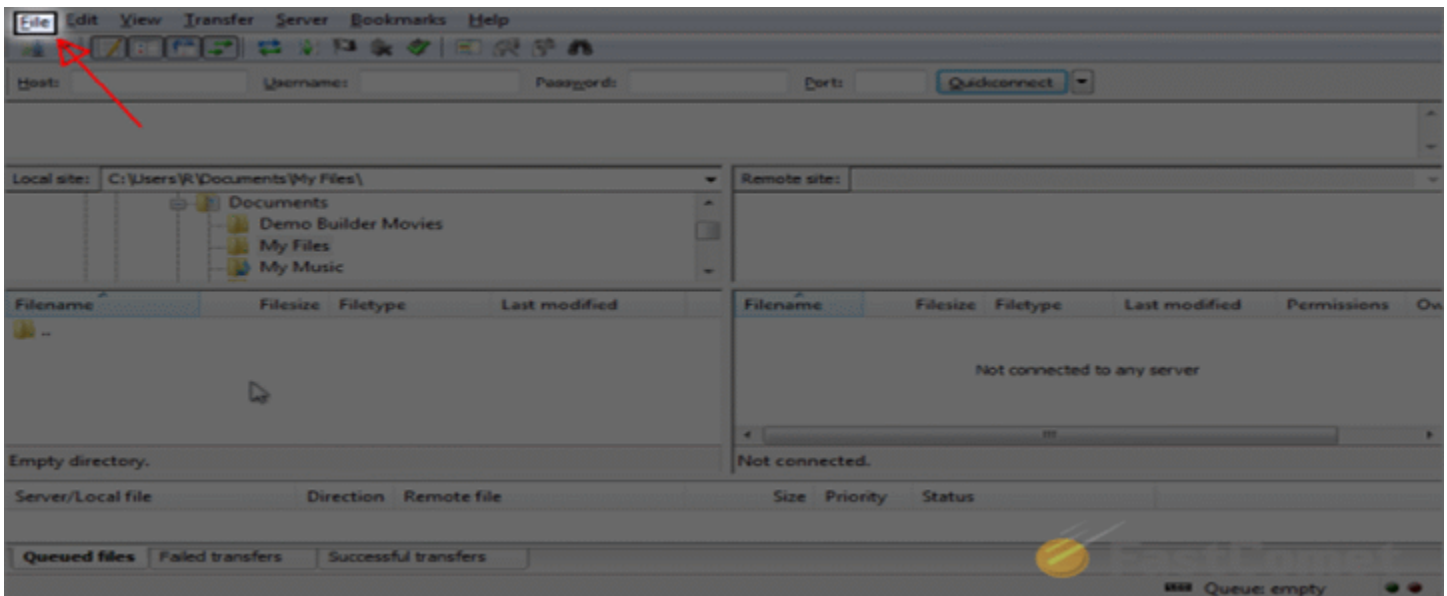 File Edit View Transfer Server Bookmarks Help
Host: Username: Password: Port: Quickconnect
Local site: C:\Users\R\Documents\My Files\ Remote site:
Documents
Demo Builder Movies
My Files
My Music
Filename Filesize Filetype Last modified Filename Filesize Filetype Last modified Permissions Ow
..
Not connected to any server
Empty directory. Not connected.
Server/Local file Direction Remote file Size Priority Status
Queued files Failed transfers Successful transfers
FastComet
Queue: empty